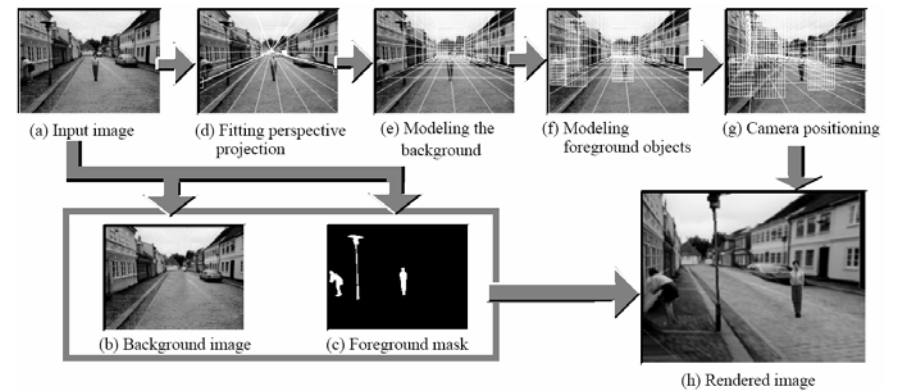 (a) Input image
(d) Fitting perspective
projection
(e) Modeling the
background
(f) Modeling
foreground objects
(g) Camera positioning
(b) Background image
(c) Foreground mask
(h) Rendered image